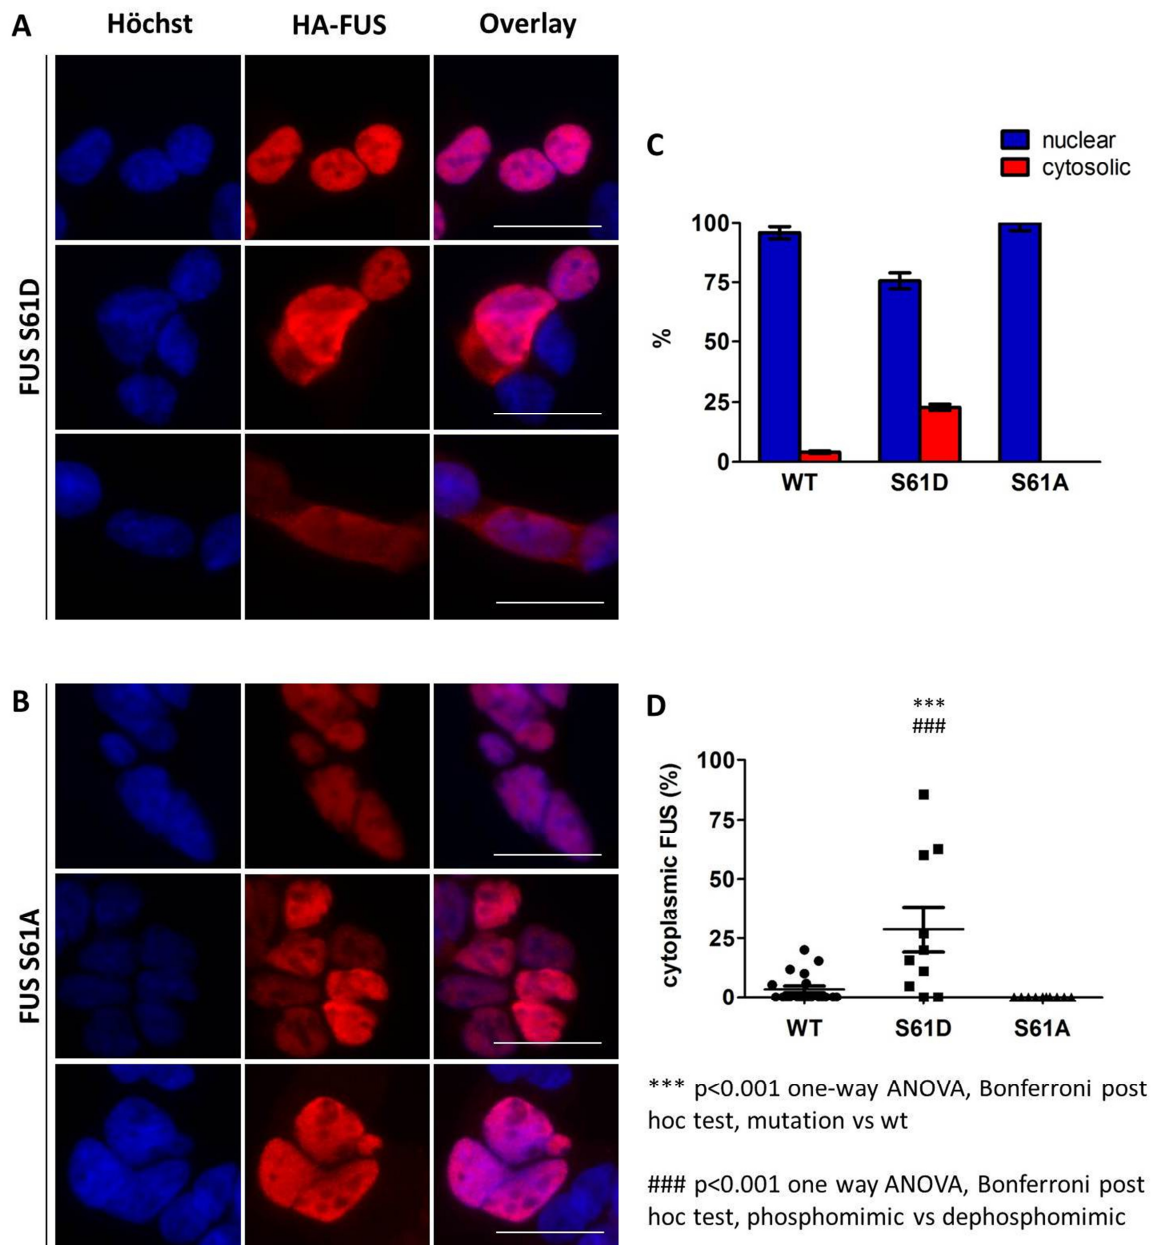 A
Höchst
HA-FUS
Overlay
FUS S61D
B
FUS S61A
C
nuclear
cytosolic
100
75
50
25
0
%
WT
S61D
S61A
D
***
###
100
75
50
25
0
cytoplasmic FUS (%)
WT
S61D
S61A
*** p<0.001 one-way ANOVA, Bonferroni post
hoc test, mutation vs wt
### p<0.001 one way ANOVA, Bonferroni post
hoc test, phosphomimic vs dephosphomimic